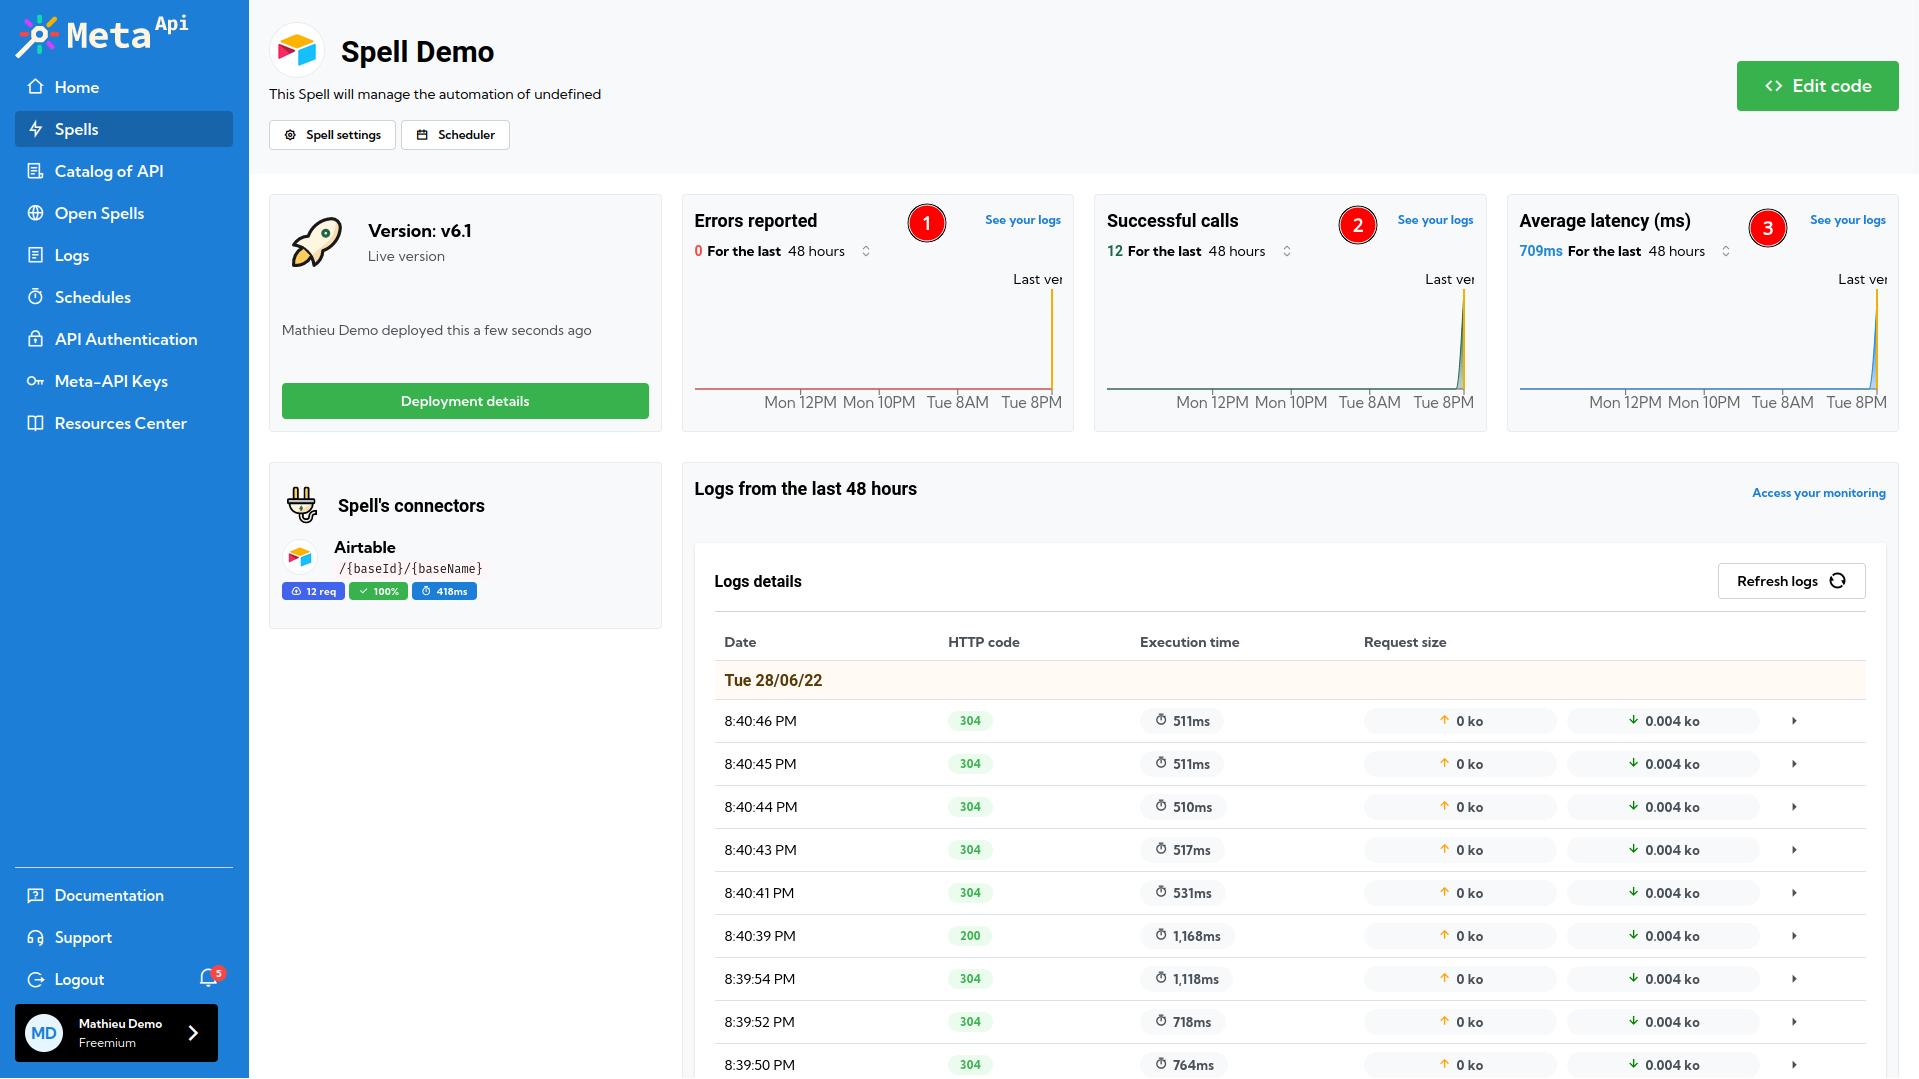 Meta Api
Home
Spells
Catalog of API
Open Spells
Logs
Schedules
API Authentication
Meta-API Keys
Resources Center
Documentation
Support
Logout
5
MD
Mathieu Demo
Freemium
Spell Demo
This Spell will manage the automation of undefined
Spell settings
Scheduler
Edit code
Version: v6.1
Live version
Mathieu Demo deployed this a few seconds ago
Deployment details
Errors reported
1
See your logs
0 For the last 48 hours
Last ver
Mon 12PM Mon 10PM Tue 8AM Tue 8PM
Successful calls
2
See your logs
12 For the last 48 hours
Last ver
Mon 12PM Mon 10PM Tue 8AM Tue 8PM
Average latency (ms)
3
See your logs
709ms For the last 48 hours
Last ver
Mon 12PM Mon 10PM Tue 8AM Tue 8PM
Spell's connectors
Airtable
/{baseId}/{baseName}
12 req 100% 418ms
Logs from the last 48 hours
Access your monitoring
Logs details
Refresh logs
Date HTTP code Execution time Request size
Tue 28/06/22
8:40:46 PM 304 511ms 0 ko 0.004 ko
8:40:45 PM 304 511ms 0 ko 0.004 ko
8:40:44 PM 304 510ms 0 ko 0.004 ko
8:40:43 PM 304 517ms 0 ko 0.004 ko
8:40:41 PM 304 531ms 0 ko 0.004 ko
8:40:39 PM 200 1,168ms 0 ko 0.004 ko
8:39:54 PM 304 1,118ms 0 ko 0.004 ko
8:39:52 PM 304 718ms 0 ko 0.004 ko
8:39:50 PM 304 764ms 0 ko 0.004 ko